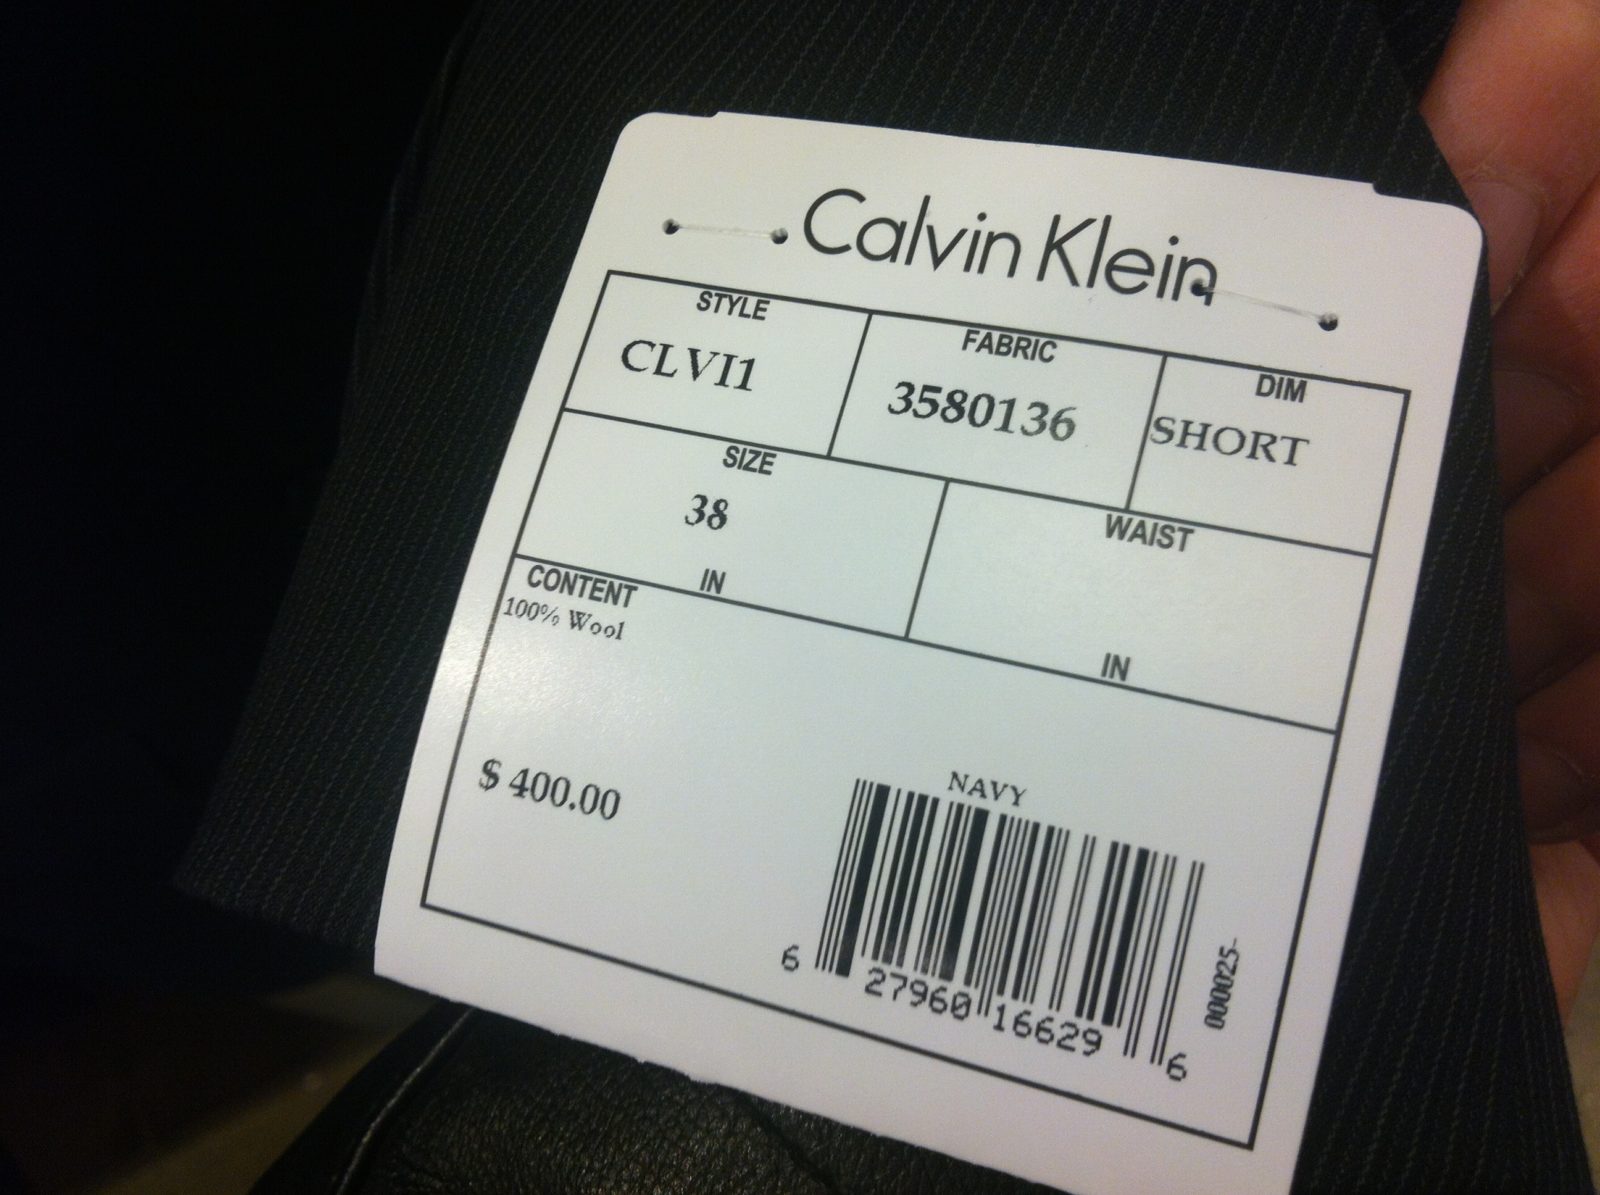 Calvin Klein
STYLE
CLVI1
FABRIC
3580136
DIM
SHORT
SIZE
38
IN
WAIST
IN
CONTENT
100% Wool
$ 400.00
NAVY
6 27960 16629 6
000025-